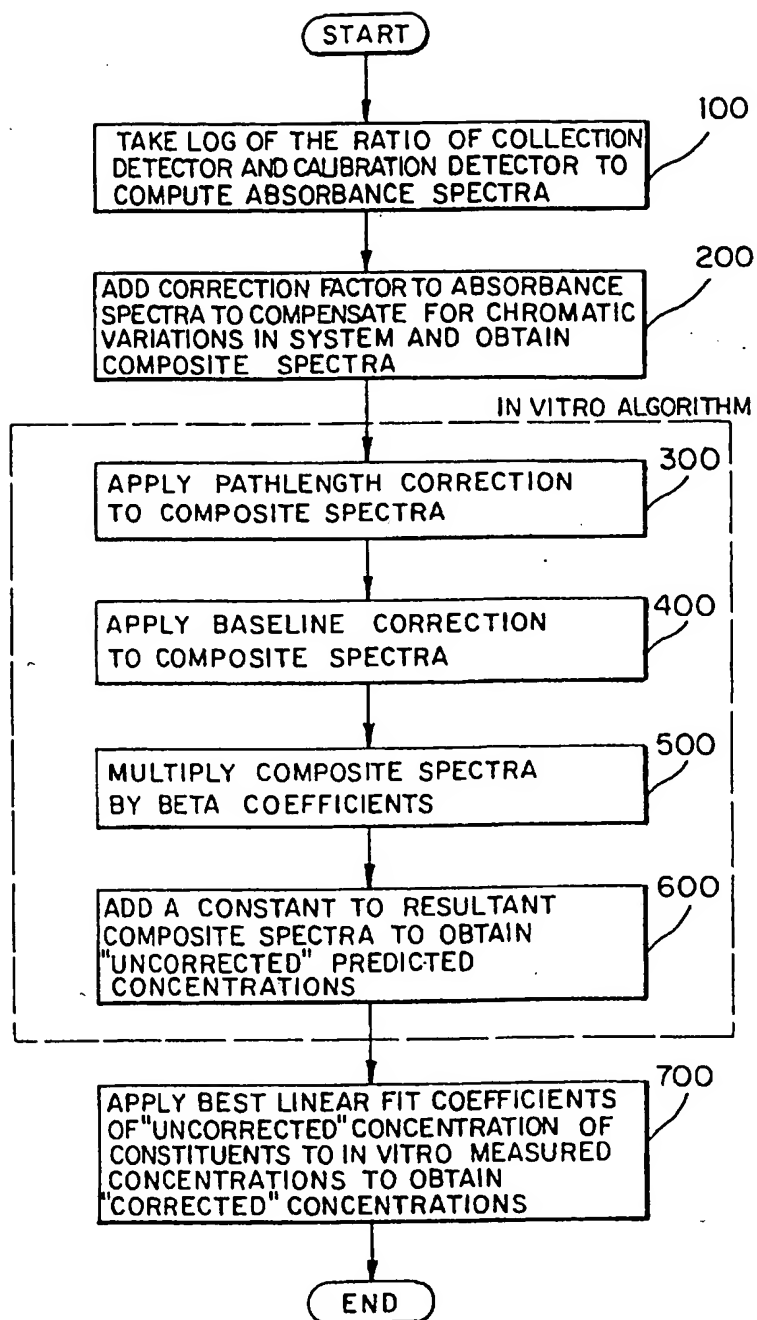 START
TAKE LOG OF THE RATIO OF COLLECTION
DETECTOR AND CALIBRATION DETECTOR TO
COMPUTE ABSORBANCE SPECTRA
100
ADD CORRECTION FACTOR TO ABSORBANCE
SPECTRA TO COMPENSATE FOR CHROMATIC
VARIATIONS IN SYSTEM AND OBTAIN
COMPOSITE SPECTRA
200
IN VITRO ALGORITHM
APPLY PATHLENGTH CORRECTION
TO COMPOSITE SPECTRA
300
APPLY BASELINE CORRECTION
TO COMPOSITE SPECTRA
400
MULTIPLY COMPOSITE SPECTRA
BY BETA COEFFICIENTS
500
ADD A CONSTANT TO RESULTANT
COMPOSITE SPECTRA TO OBTAIN
"UNCORRECTED" PREDICTED
CONCENTRATIONS
600
APPLY BEST LINEAR FIT COEFFICIENTS
OF "UNCORRECTED" CONCENTRATION OF
CONSTITUENTS TO IN VITRO MEASURED
CONCENTRATIONS TO OBTAIN
"CORRECTED" CONCENTRATIONS
700
END